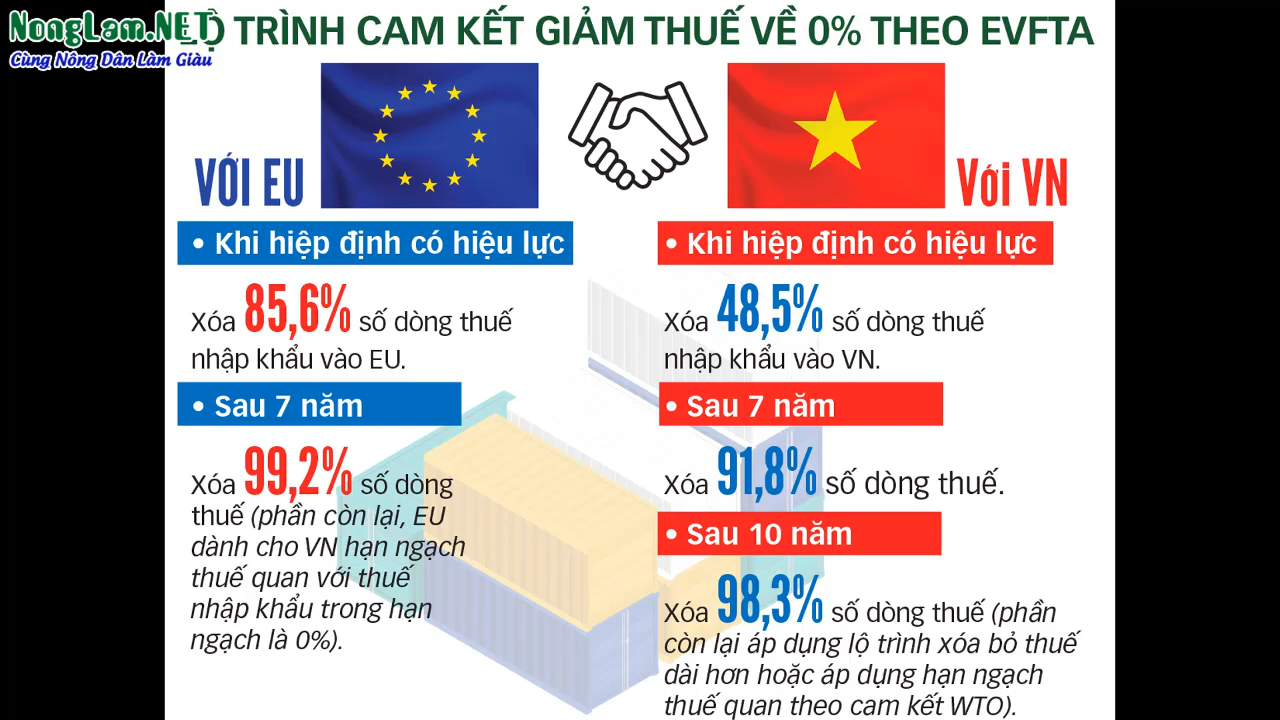 NongLam.NET
Cùng Nông Dân Làm Giàu
LỘ TRÌNH CAM KẾT GIẢM THUẾ VỀ 0% THEO EVFTA
VỚI EU
• Khi hiệp định có hiệu lực
Xóa 85,6% số dòng thuế
nhập khẩu vào EU.
• Sau 7 năm
Xóa 99,2% số dòng
thuế (phần còn lại, EU
dành cho VN hạn ngạch
thuế quan với thuế
nhập khẩu trong hạn
ngạch là 0%).
Với VN
• Khi hiệp định có hiệu lực
Xóa 48,5% số dòng thuế
nhập khẩu vào VN.
• Sau 7 năm
Xóa 91,8% số dòng thuế.
• Sau 10 năm
Xóa 98,3% số dòng thuế (phần
còn lại áp dụng lộ trình xóa bỏ thuế
dài hơn hoặc áp dụng hạn ngạch
thuế quan theo cam kết WTO).